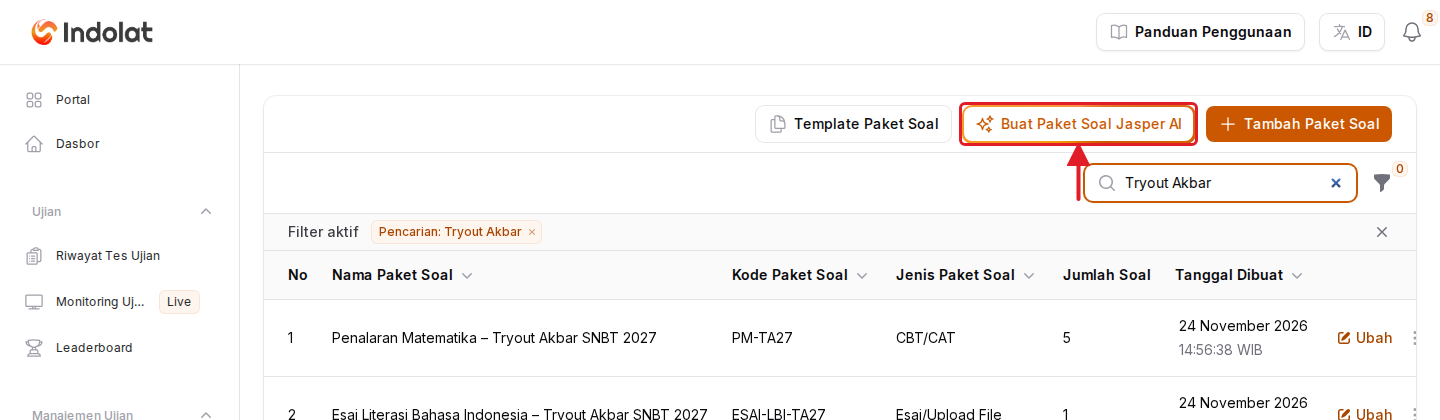 Indolat
Panduan Penggunaan
ID
8
Portal
Dasbor
Ujian
Riwayat Tes Ujian
Monitoring Uj... Live
Leaderboard
Manajemen Ujian
Template Paket Soal
Buat Paket Soal Jasper AI
Tambah Paket Soal
Tryout Akbar
0
Filter aktif Pencarian: Tryout Akbar ×
No Nama Paket Soal Kode Paket Soal Jenis Paket Soal Jumlah Soal Tanggal Dibuat
1 Penalaran Matematika – Tryout Akbar SNBT 2027 PM-TA27 CBT/CAT 5 24 November 2026 Ubah
14:56:38 WIB
2 Esai Literasi Bahasa Indonesia – Tryout Akbar SNBT 2027 ESAI-LBI-TA27 Esai/Upload File 1 24 November 2026 Ubah